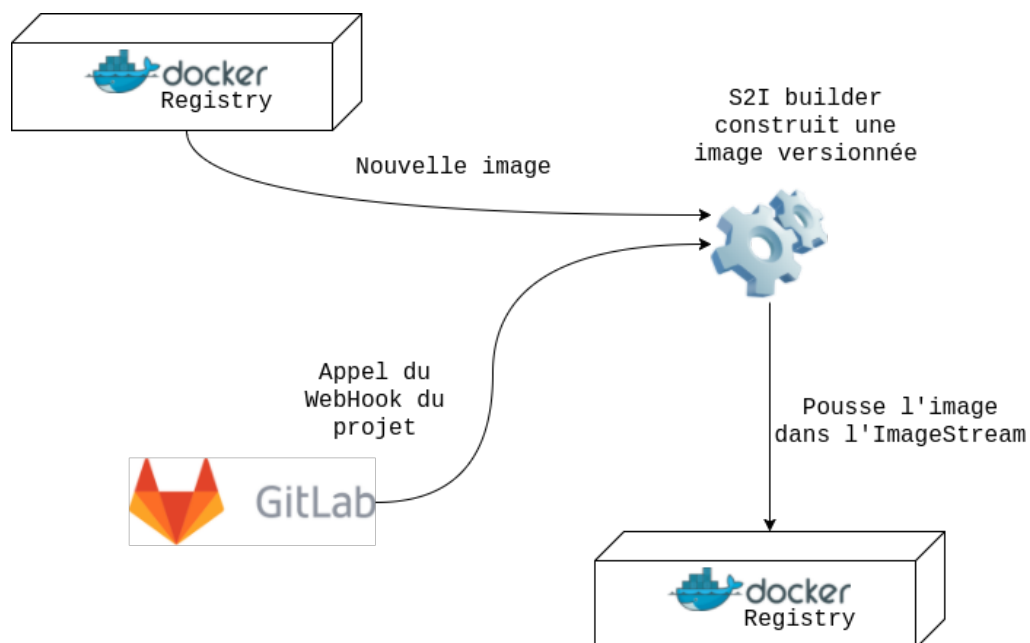 docker
Registry
S2I builder
construit une
image versionnée
Nouvelle image
Appel du
WebHook du
projet
Pousse l'image
dans l'ImageStream
GitLab
docker
Registry